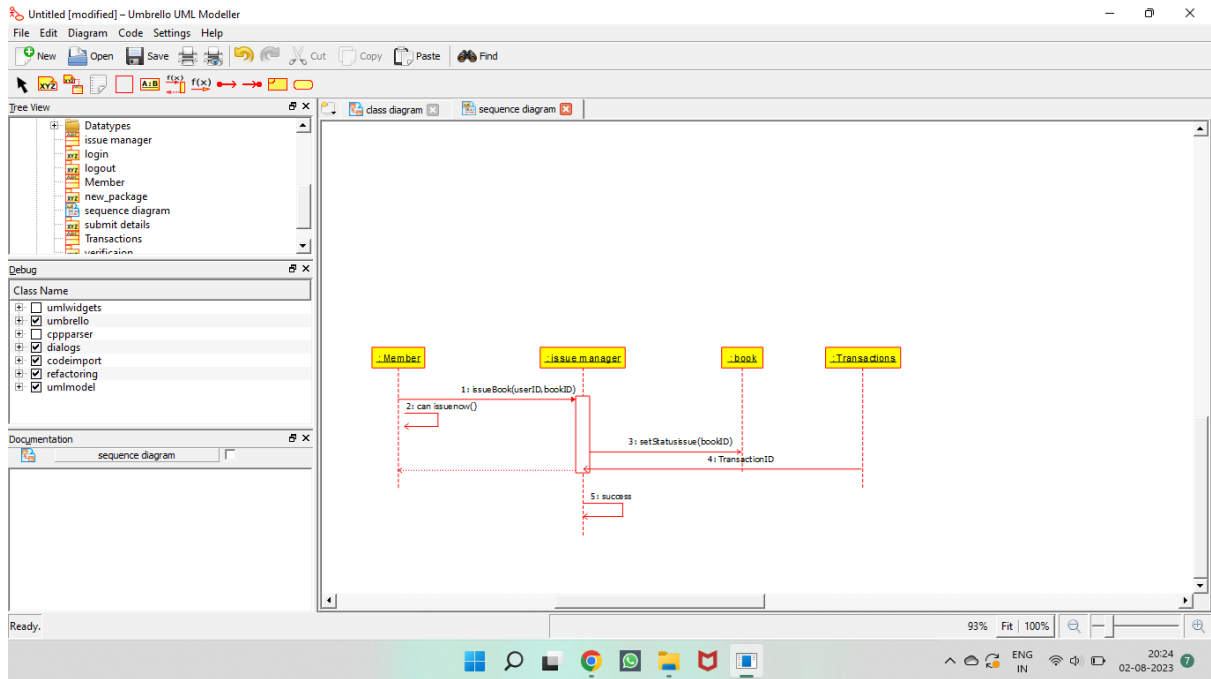 Untitled [modified] – Umbrello UML Modeller
File Edit Diagram Code Settings Help
New Open Save Cut Copy Paste Find
XYZ A:B f(x) f(x)
Tree View
class diagram sequence diagram
Datatypes
issue manager
login
logout
Member
new_package
sequence diagram
submit details
Transactions
verificaion
Debug
Class Name
umlwidgets
umbrello
cppparser
dialogs
codeimport
refactoring
umlmodel
Documentation
sequence diagram
: Member
: issue manager
: book
: Transactions
1: issueBook(userID,bookID)
2: can issuenow()
3: setStatusissue(bookID)
4: TransactionID
5: success
Ready.
93% Fit 100%
ENG
IN
20:24
02-08-2023
7